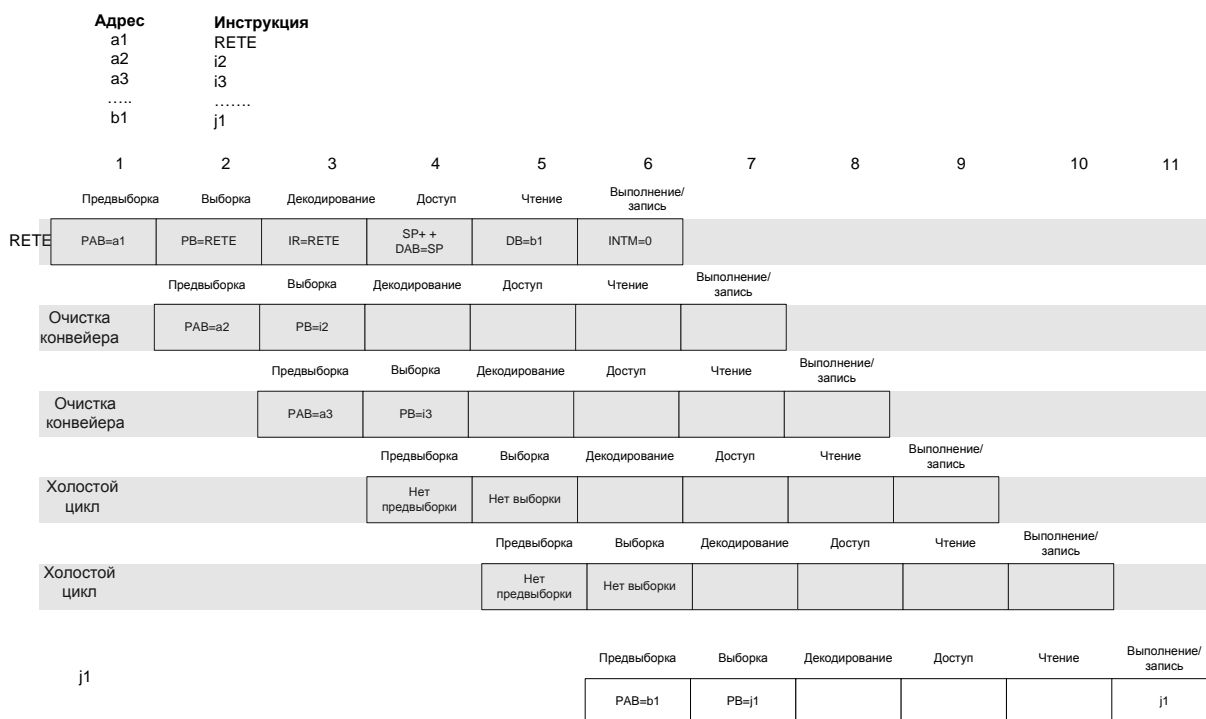 Адрес Инструкция
a1 RETE
a2 i2
a3 i3
….. …….
b1 j1
1 2 3 4 5 6 7 8 9 10 11
Предвыборка Выборка Декодирование Доступ Чтение Выполнение/
запись
RETE PAB=a1 PB=RETE IR=RETE SP+ + DB=b1 INTM=0
DAB=SP
Предвыборка Выборка Декодирование Доступ Чтение Выполнение/
запись
Очистка
конвейера
PAB=a2 PB=i2
Предвыборка Выборка Декодирование Доступ Чтение Выполнение/
запись
Очистка
конвейера
PAB=a3 PB=i3
Предвыборка Выборка Декодирование Доступ Чтение Выполнение/
запись
Холостой
цикл
Нет
предвыборки
Нет выборки
Предвыборка Выборка Декодирование Доступ Чтение Выполнение/
запись
Холостой
цикл
Нет
предвыборки
Нет выборки
Предвыборка Выборка Декодирование Доступ Чтение Выполнение/
запись
j1
PAB=b1 PB=j1 j1